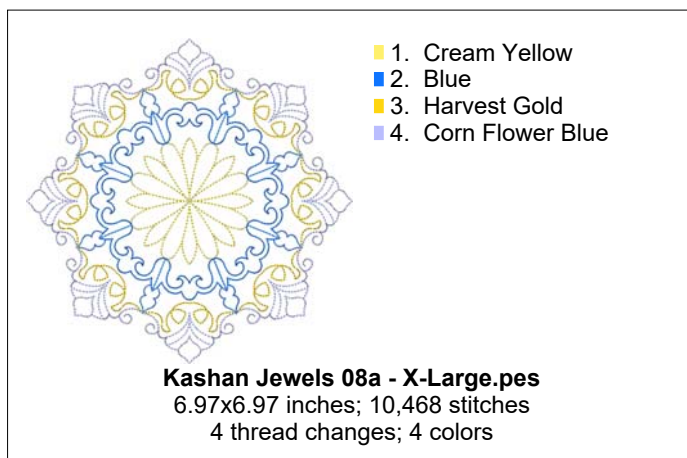 1. Cream Yellow
2. Blue
3. Harvest Gold
4. Corn Flower Blue
Kashan Jewels 08a - X-Large.pes
6.97x6.97 inches; 10,468 stitches
4 thread changes; 4 colors